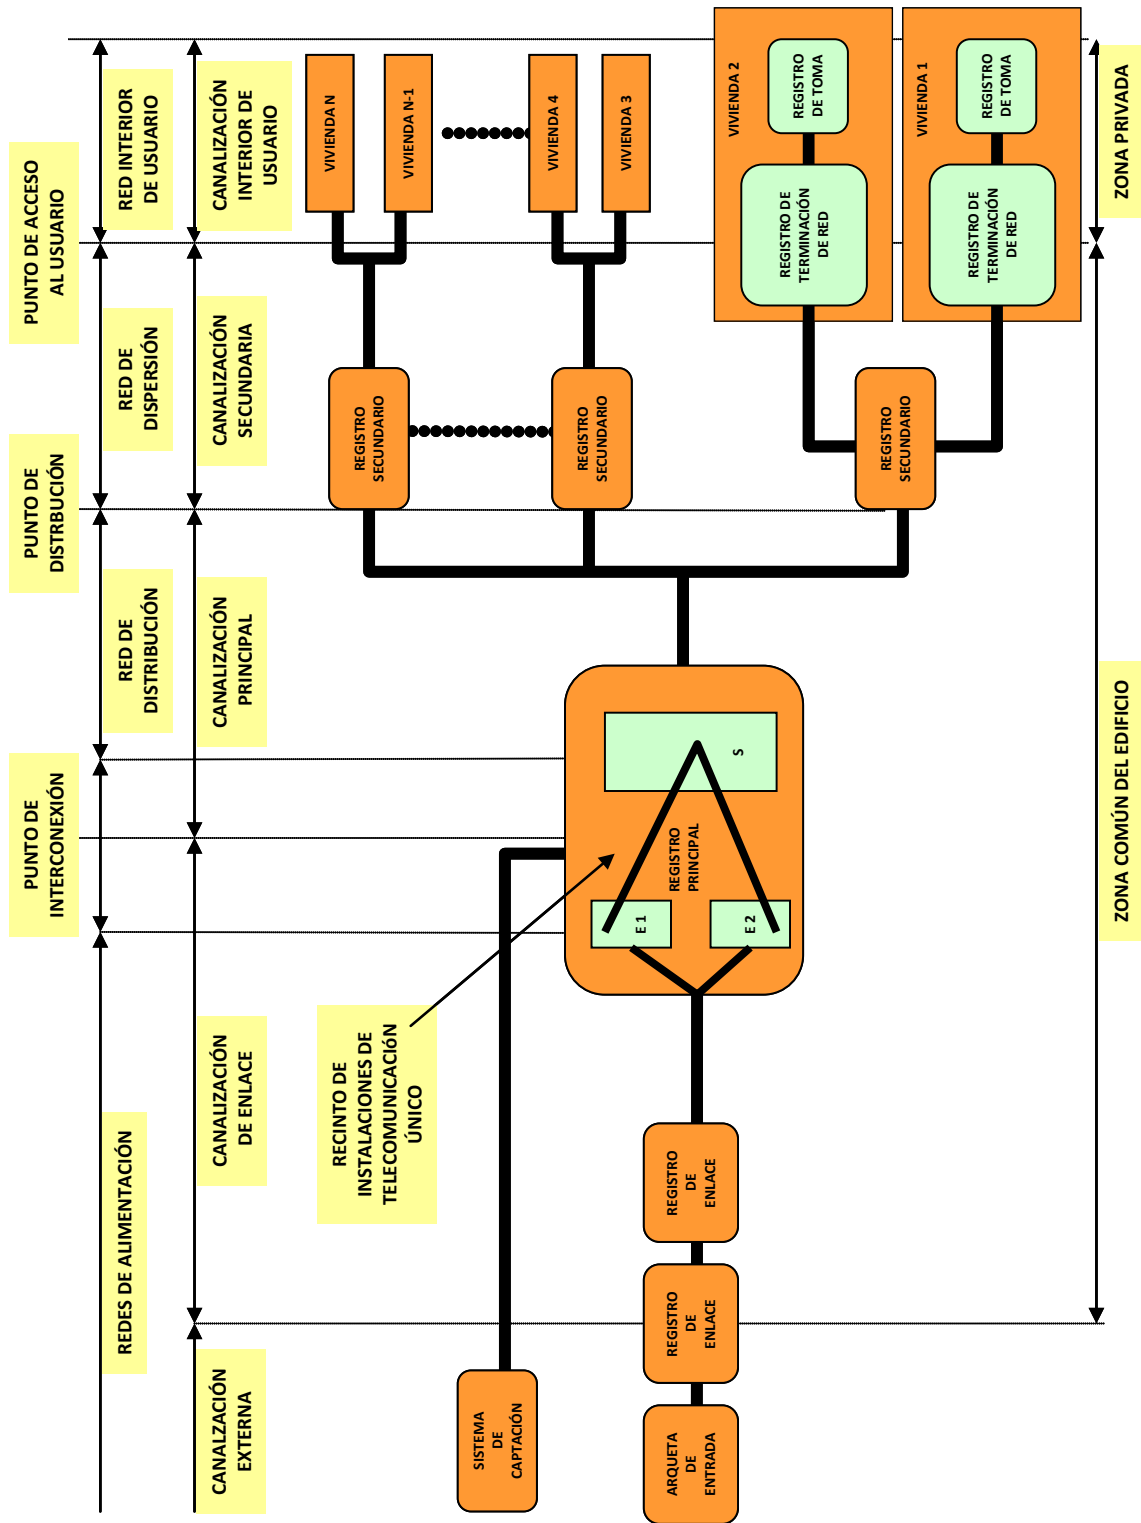 PUNTO DE
INTERCONEXIÓN
PUNTO DE
DISTRBUCIÓN
PUNTO DE ACCESO
AL USUARIO
REDES DE ALIMENTACIÓN
RED DE
DISTRIBUCIÓN
RED DE
DISPERSIÓN
RED INTERIOR
DE USUARIO
CANALZACIÓN
EXTERNA
CANALIZACIÓN
DE ENLACE
CANALIZACIÓN
PRINCIPAL
CANALIZACIÓN
SECUNDARIA
CANALIZACIÓN
INTERIOR DE
USUARIO
RECINTO DE
INSTALACIONES DE
TELECOMUNICACIóN
ÚNICO
REGISTRO
SECUNDARIO
VIVIENDA N
VIVIENDA N-1
SISTEMA
DE
CAPTACIÓN
REGISTRO
SECUNDARIO
VIVIENDA 4
VIVIENDA 3
ARQUETA
DE
ENTRADA
REGISTRO
DE
ENLACE
REGISTRO
DE
ENLACE
E 1
E 2
REGISTRO
PRINCIPAL
S
VIVIENDA 2
REGISTRO DE
TERMINACIÓN
DE RED
REGISTRO
DE TOMA
REGISTRO
SECUNDARIO
VIVIENDA 1
REGISTRO DE
TERMINACIÓN
DE RED
REGISTRO
DE TOMA
ZONA COMÚN DEL EDIFICIO
ZONA PRIVADA